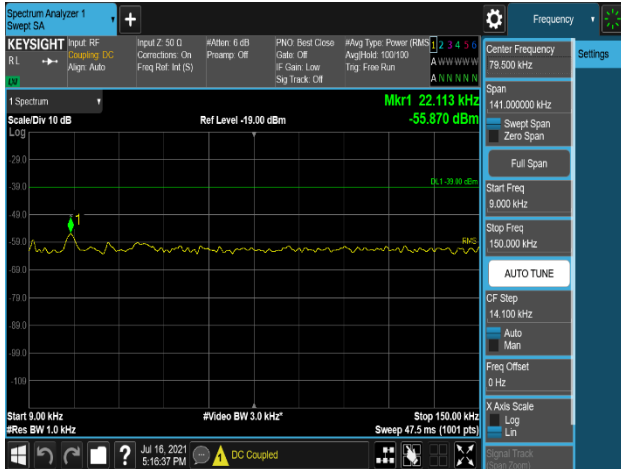 Spectrum Analyzer 1
Swept SA
Frequency
KEYSIGHT
Input: RF
Input Z: 50 Ω
#Atten: 6 dB
PNO: Best Close
#Avg Type: Power (RMS
1 2 3 4 5 6
R L
Coupling: DC
Corrections: On
Preamp: Off
Gate: Off
Avg|Hold: 100/100
A W W W W W
Align: Auto
Freq Ref: Int (S)
IF Gain: Low
Trig: Free Run
Sig Track: Off
A N N N N N
LV
Center Frequency
79.500 kHz
Settings
Span
141.000000 kHz
Swept Span
Zero Span
Full Span
Start Freq
9.000 kHz
Stop Freq
150.000 kHz
AUTO TUNE
CF Step
14.100 kHz
Auto
Man
Freq Offset
0 Hz
X Axis Scale
Log
Lin
Signal Track
(Span Zoom)
1 Spectrum
Mkr1 22.113 kHz
Scale/Div 10 dB
Ref Level -19.00 dBm
-55.870 dBm
Log
-29.0
DL1 -39.00 dBm
-39.0
-49.0
1
-59.0
RMS
-69.0
-79.0
-89.0
-99.0
-109
Start 9.00 kHz
#Video BW 3.0 kHz*
Stop 150.00 kHz
#Res BW 1.0 kHz
Sweep 47.5 ms (1001 pts)
?
Jul 16, 2021
5:16:37 PM
DC Coupled